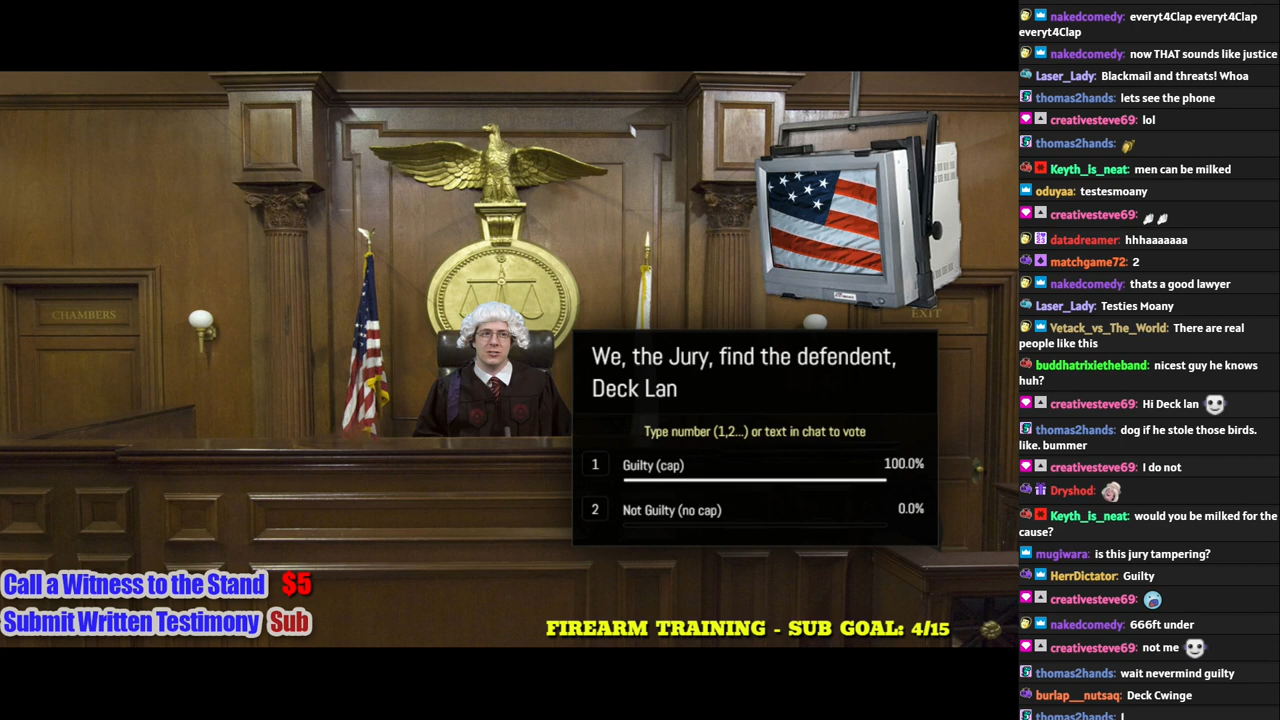 CHAMBERS
EXIT
We, the Jury, find the defendent,
Deck Lan
Type number (1,2...) or text in chat to vote
1 Guilty (cap) 100.0%
2 Not Guilty (no cap) 0.0%
Call a Witness to the Stand $5
Submit Written Testimony Sub
FIREARM TRAINING - SUB GOAL: 4/15
nakedcomedy: everyt4Clap everyt4Clap
everyt4Clap
nakedcomedy: now THAT sounds like justice
Laser_Lady: Blackmail and threats! Whoa
thomas2hands: lets see the phone
creativesteve69: lol
thomas2hands:
Keyth_is_neat: men can be milked
oduyaa: testesmoany
creativesteve69:
datadreamer: hhhaaaaaaa
matchgame72: 2
nakedcomedy: thats a good lawyer
Laser_Lady: Testies Moany
Vetack_vs_The_World: There are real
people like this
buddhatrixietheband: nicest guy he knows
huh?
creativesteve69: Hi Deck lan
thomas2hands: dog if he stole those birds.
like. bummer
creativesteve69: I do not
Dryshod:
Keyth_is_neat: would you be milked for the
cause?
mugiwara: is this jury tampering?
HerrDictator: Guilty
creativesteve69:
nakedcomedy: 666ft under
creativesteve69: not me
thomas2hands: wait nevermind guilty
burlap__nutsaq: Deck Cwinge
thomas2hands: I